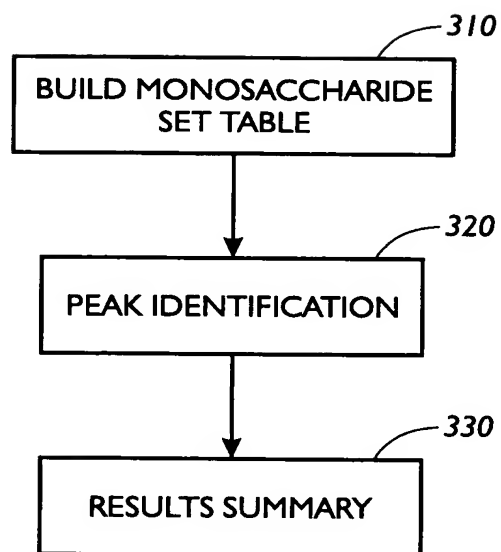 310
BUILD MONOSACCHARIDE
SET TABLE
320
PEAK IDENTIFICATION
330
RESULTS SUMMARY